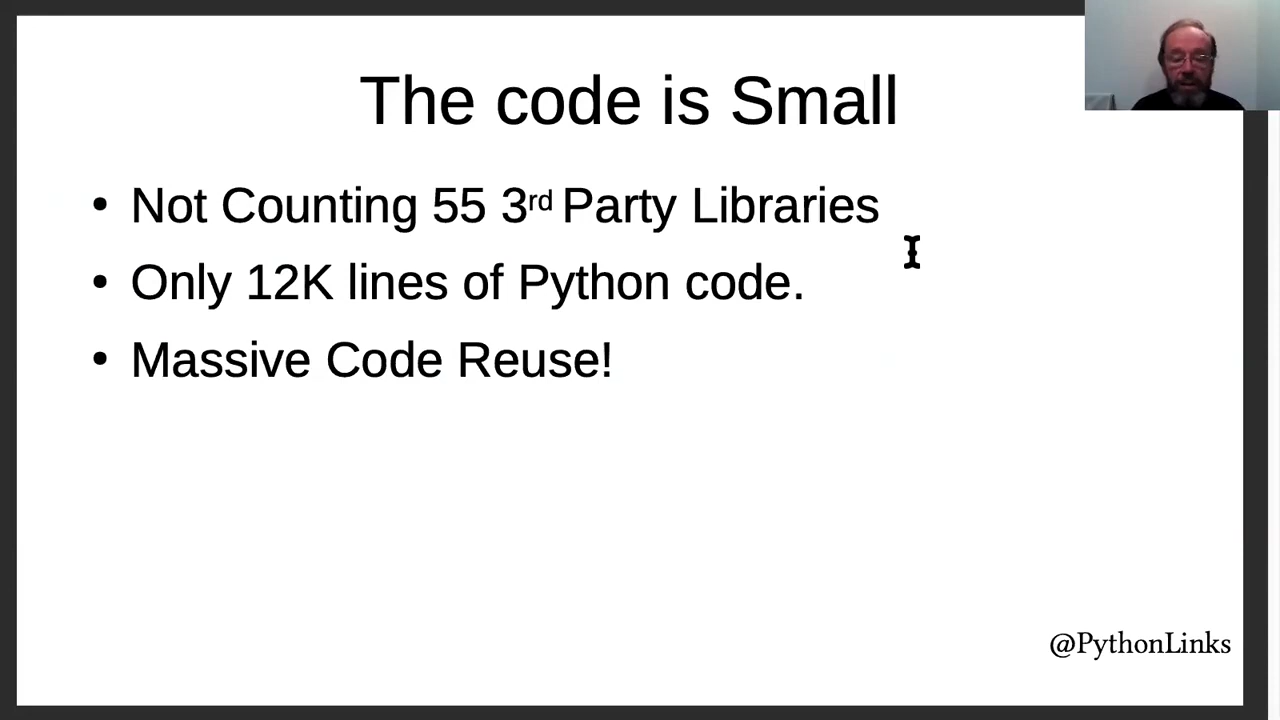 The code is Small
• Not Counting 55 3rd Party Libraries
• Only 12K lines of Python code.
• Massive Code Reuse!
@PythonLinks